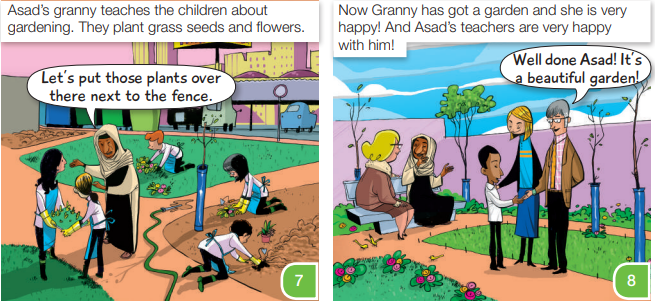 Asad's granny teaches the children about
gardening. They plant grass seeds and flowers.
Let's put those plants over
there next to the fence.
7
Now Granny has got a garden and she is very
happy! And Asad's teachers are very happy
with him!
Well done Asad! It's
a beautiful garden!
8